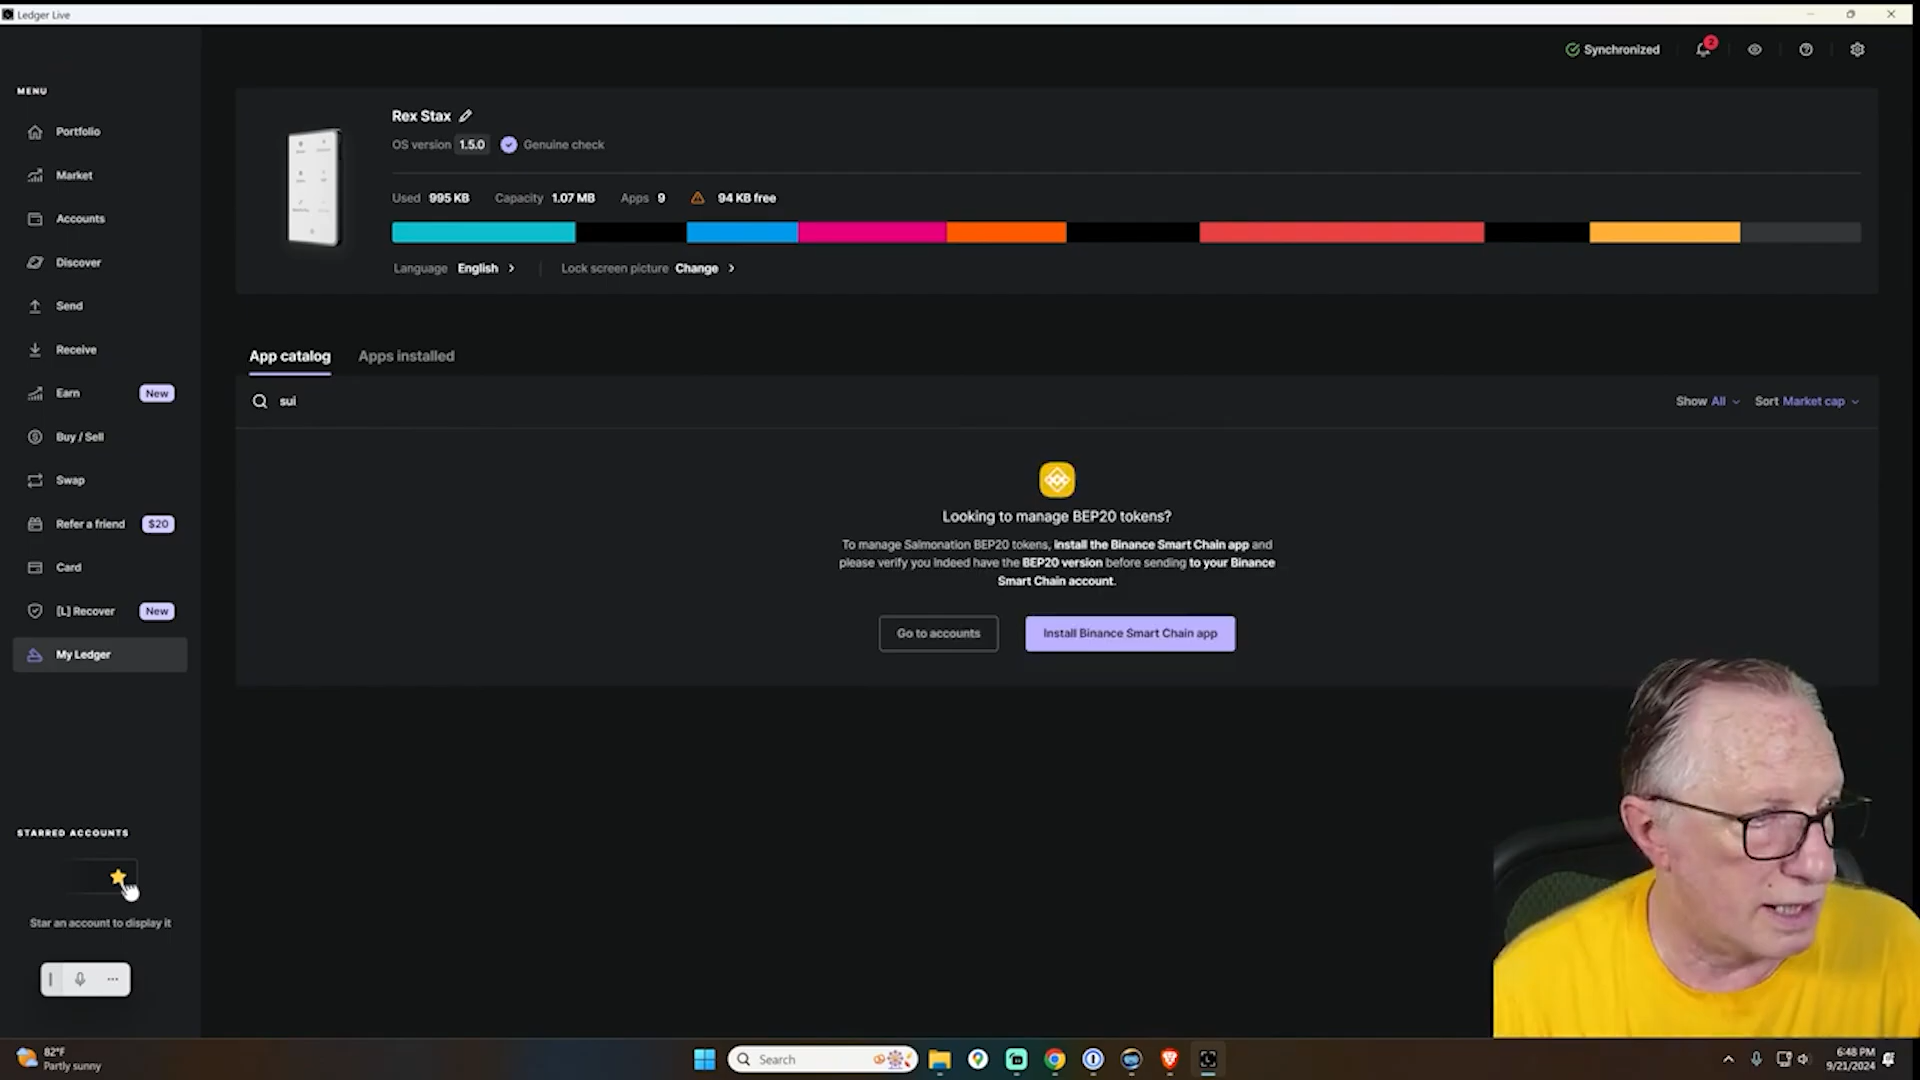 Ledger Live
Synchronized
2
MENU
Portfolio
Market
Accounts
Discover
Send
Receive
Earn New
Buy / Sell
Swap
Refer a friend $20
Card
[L] Recover New
My Ledger
STARRED ACCOUNTS
Star an account to display it
Rex Stax
OS version 1.5.0 Genuine check
Used 995 KB Capacity 1.07 MB Apps 9 94 KB free
Language English Lock screen picture Change
App catalog Apps installed
sui
Show All Sort Market cap
Looking to manage BEP20 tokens?
To manage Salmonation BEP20 tokens, install the Binance Smart Chain app and
please verify you indeed have the BEP20 version before sending to your Binance
Smart Chain account.
Go to accounts Install Binance Smart Chain app
82°F
Partly sunny
Search
6:48 PM
9/21/2024